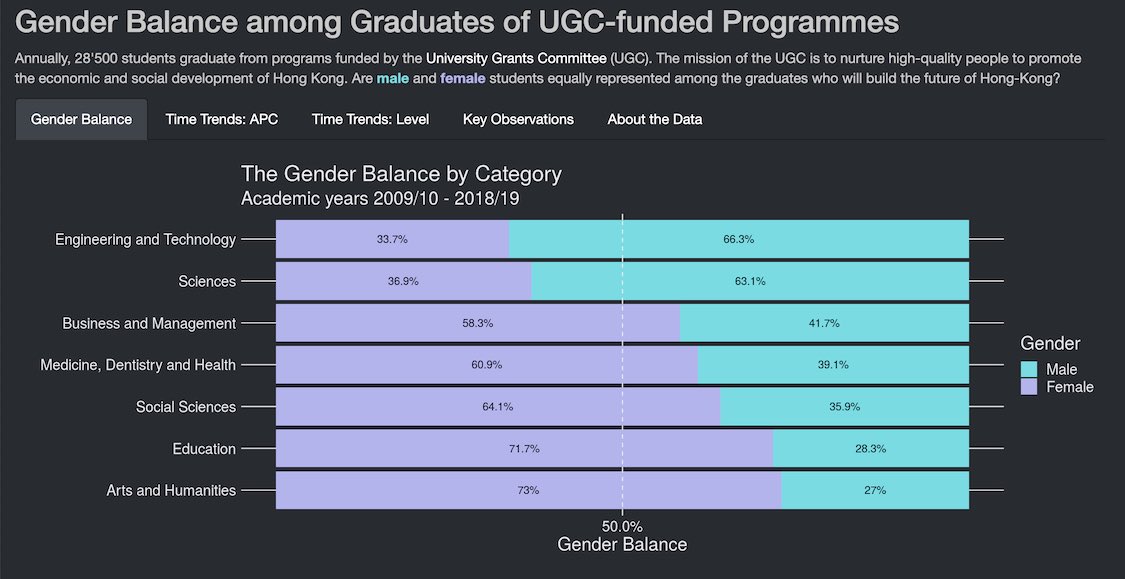 Gender Balance among Graduates of UGC-funded Programmes
Annually, 28'500 students graduate from programs funded by the University Grants Committee (UGC). The mission of the UGC is to nurture high-quality people to promote
the economic and social development of Hong Kong. Are male and female students equally represented among the graduates who will build the future of Hong-Kong?
Gender Balance Time Trends: APC Time Trends: Level Key Observations About the Data
The Gender Balance by Category
Academic years 2009/10 - 2018/19
Engineering and Technology 33.7% 66.3%
Sciences 36.9% 63.1%
Business and Management 58.3% 41.7%
Medicine, Dentistry and Health 60.9% 39.1%
Social Sciences 64.1% 35.9%
Education 71.7% 28.3%
Arts and Humanities 73% 27%
50.0%
Gender Balance
Gender
Male
Female